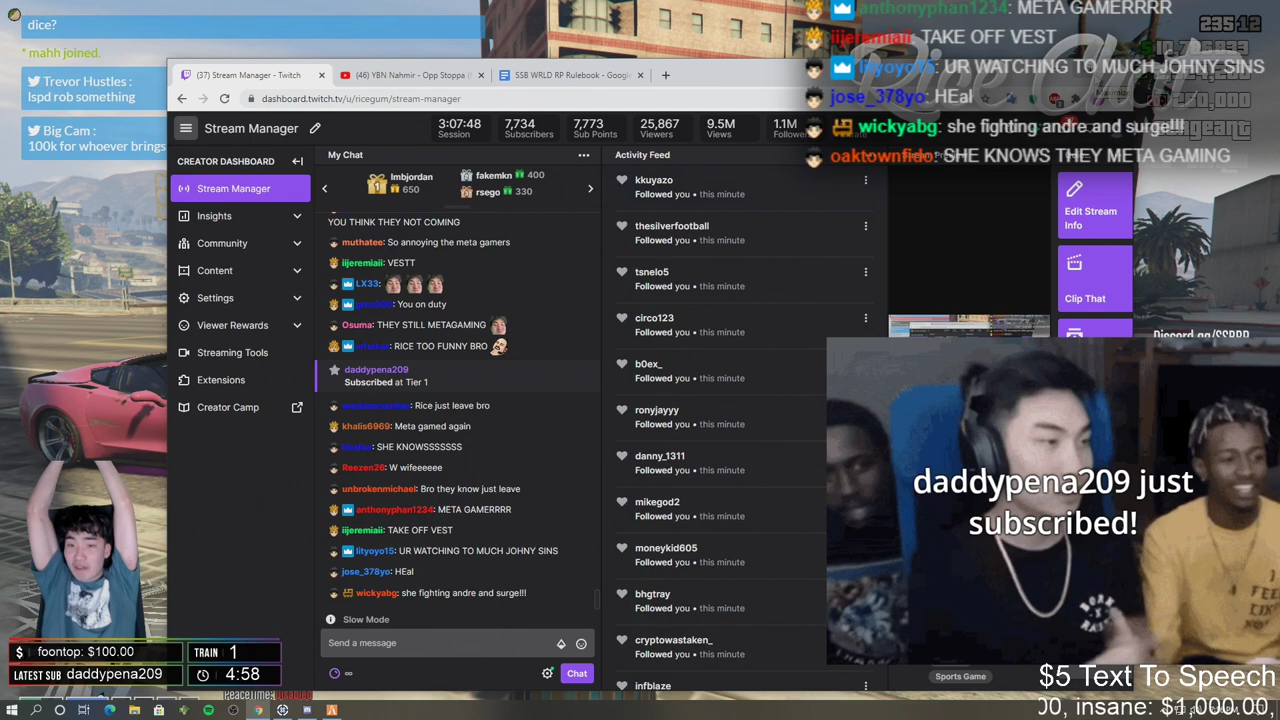 dice?
* mahh joined.
Trevor Hustles :
lspd rob something
Big Cam :
100k for whoever brings
anthonyphan1234: META GAMERRRR
iijeremiaii: TAKE OFF VEST
lityoyo15: UR WATCHING TO MUCH JOHNY SINS
jose_378yo: HEal
wickyabg: she fighting andre and surge!!!
oaktownfido: SHE KNOWS THEY META GAMING
(37) Stream Manager - Twitch
(46) YBN Nahmir - Opp Stoppa (
SSB WRLD RP Rulebook - Google
dashboard.twitch.tv/u/ricegum/stream-manager
Stream Manager
3:07:48
Session
7,734
Subscribers
7,773
Sub Points
25,867
Viewers
9.5M
Views
1.1M
CREATOR DASHBOARD
Stream Manager
Insights
Community
Content
Settings
Viewer Rewards
Streaming Tools
Extensions
Creator Camp
My Chat
1
lmbjordan
650
fakemkn 400
rsego 330
YOU THINK THEY NOT COMING
muthatee: So annoying the meta gamers
iijeremiaii: VESTT
LX33:
You on duty
Osuma: THEY STILL METAGAMING
RICE TOO FUNNY BRO
daddypena209
Subscribed at Tier 1
Rice just leave bro
khalis6969: Meta gamed again
SHE KNOWSSSSSSS
Reezen26: W wifeeeeee
unbrokenmichael: Bro they know just leave
anthonyphan1234: META GAMERRRR
iijeremiaii: TAKE OFF VEST
lityoyo15: UR WATCHING TO MUCH JOHNY SINS
jose_378yo: HEal
wickyabg: she fighting andre and surge!!!
Slow Mode
Send a message
Chat
Activity Feed
kkuyazo
Followed you • this minute
thesilverfootball
Followed you • this minute
tsnelo5
Followed you • this minute
circo123
Followed you • this minute
b0ex_
Followed you • this minute
ronyjayyy
Followed you • this minute
danny_1311
Followed you • this minute
mikegod2
Followed you • this minute
moneykid605
Followed you • this minute
bhgtray
Followed you • this minute
cryptowastaken_
Followed you • this minute
infblaze
Edit Stream
Info
Clip That
daddypena209 just
subscribed!
Sports Game
$ foontop: $100.00
TRAIN 1
LATEST SUB daddypena209
4:58
$5 Text To Speech
00, insane: $1,000.00,